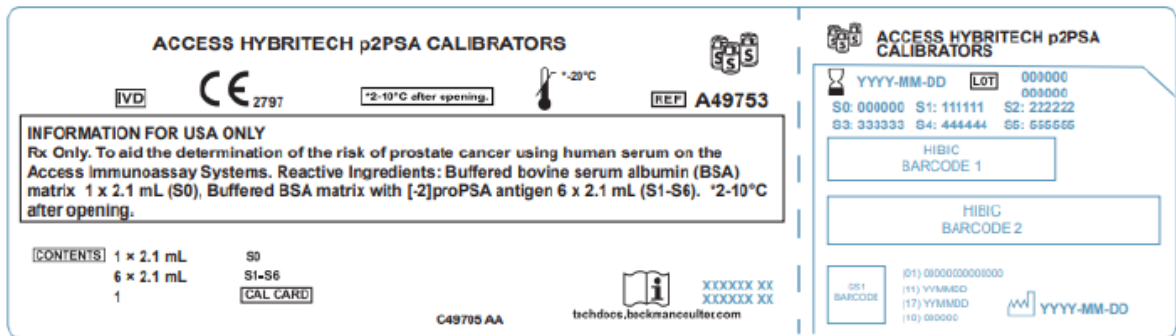 ACCESS HYBRITECH p2PSA CALIBRATORS
S S S
*-20°C
IVD
CE 2797
*2-10°C after opening.
REF A49753
INFORMATION FOR USA ONLY
Rx Only. To aid the determination of the risk of prostate cancer using human serum on the
Access Immunoassay Systems. Reactive Ingredients: Buffered bovine serum albumin (BSA)
matrix 1 x 2.1 mL (S0), Buffered BSA matrix with [-2]proPSA antigen 6 x 2.1 mL (S1-S6). *2-10°C
after opening.
CONTENTS 1 × 2.1 mL S0
6 × 2.1 mL S1-S6
1 CAL CARD
C49705 AA
i
techdocs.beckmancoulter.com
XXXXXX XX
XXXXXX XX
S S S
ACCESS HYBRITECH p2PSA
CALIBRATORS
YYYY-MM-DD LOT 000000
000000
S0: 000000 S1: 111111 S2: 222222
S3: 333333 S4: 444444 S5: 555555
HIBIC
BARCODE 1
HIBIC
BARCODE 2
GS1
BARCODE
(01) 00000000000000
(11) YYMMDD
(17) YYMMDD
(10) 000000
YYYY-MM-DD